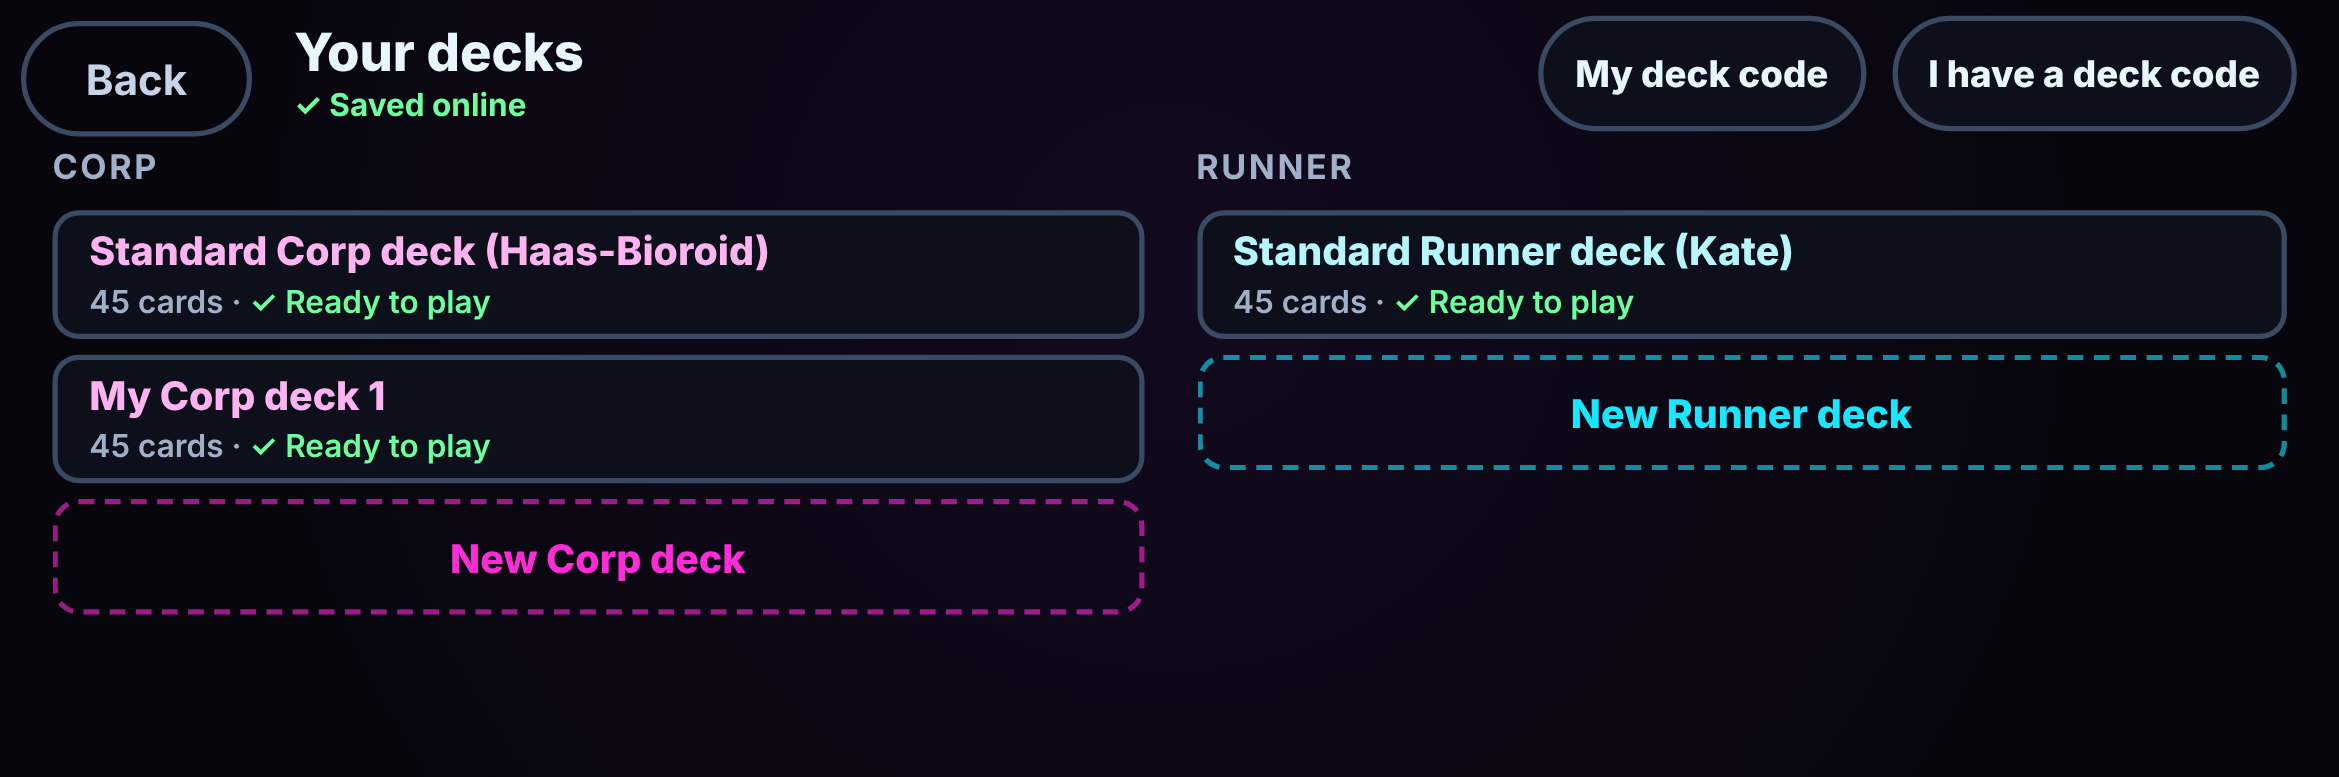 Back
Your decks
✓ Saved online
My deck code
I have a deck code
CORP
Standard Corp deck (Haas-Bioroid)
45 cards · ✓ Ready to play
My Corp deck 1
45 cards · ✓ Ready to play
New Corp deck
RUNNER
Standard Runner deck (Kate)
45 cards · ✓ Ready to play
New Runner deck